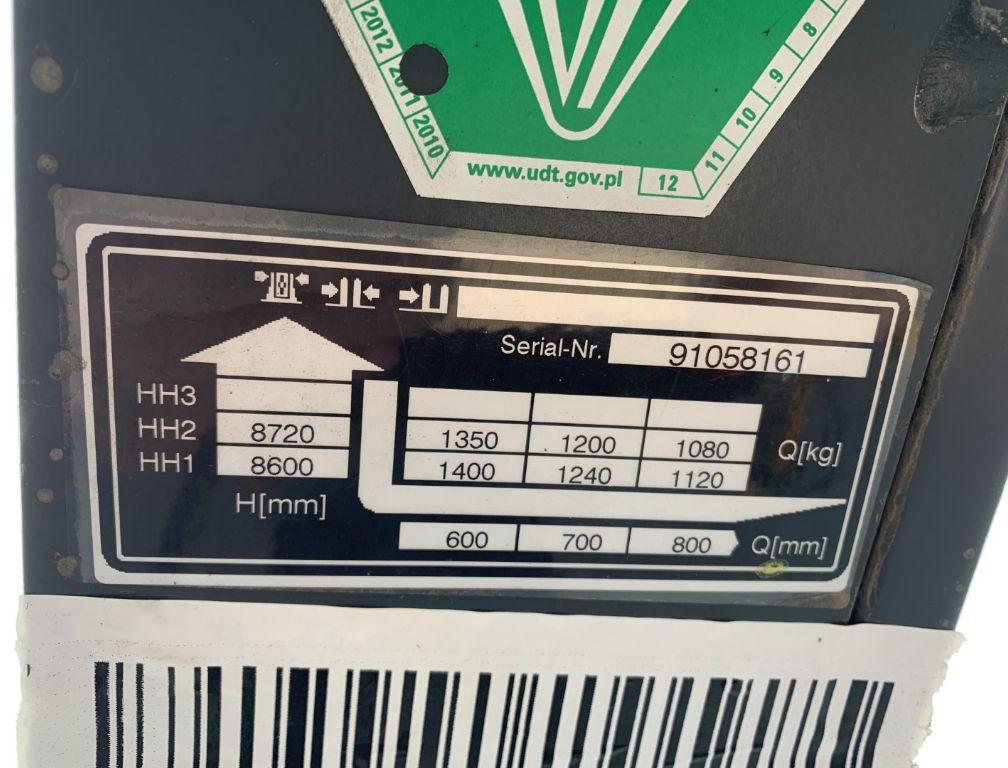 2012
2011
2010
www.udt.gov.pl
12
11
10
9
8
Serial-Nr. 91058161
HH3
HH2 8720 1350 1200 1080 Q[kg]
HH1 8600 1400 1240 1120
H[mm]
600 700 800 Q[mm]